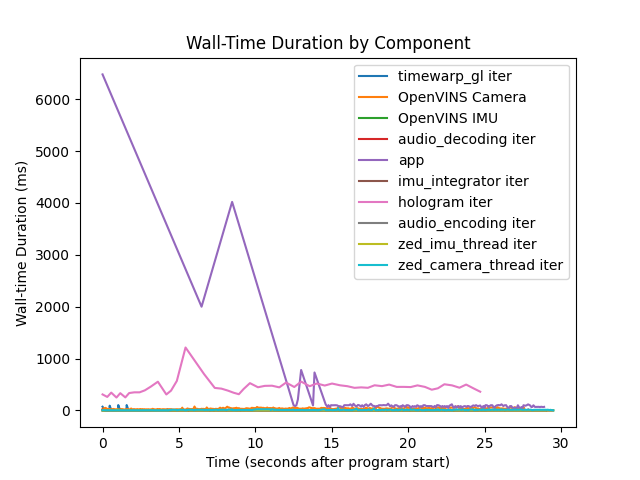 Wall-Time Duration by Component
Wall-time Duration (ms)
6000
5000
4000
3000
2000
1000
0
timewarp_gl iter
OpenVINS Camera
OpenVINS IMU
audio_decoding iter
app
imu_integrator iter
hologram iter
audio_encoding iter
zed_imu_thread iter
zed_camera_thread iter
0 5 10 15 20 25 30
Time (seconds after program start)